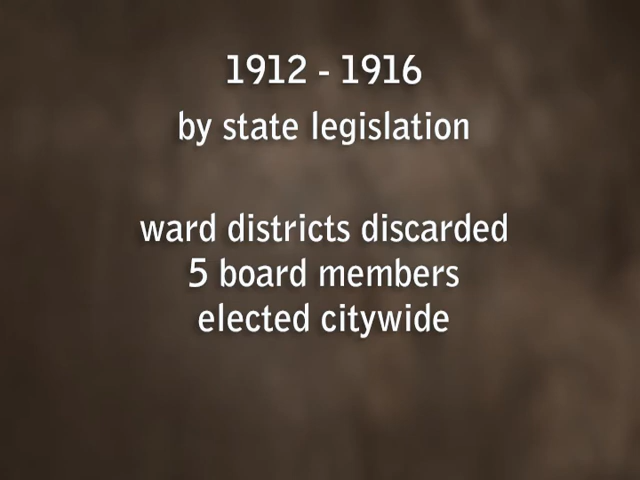 1912 - 1916
by state legislation
ward districts discarded
5 board members
elected citywide